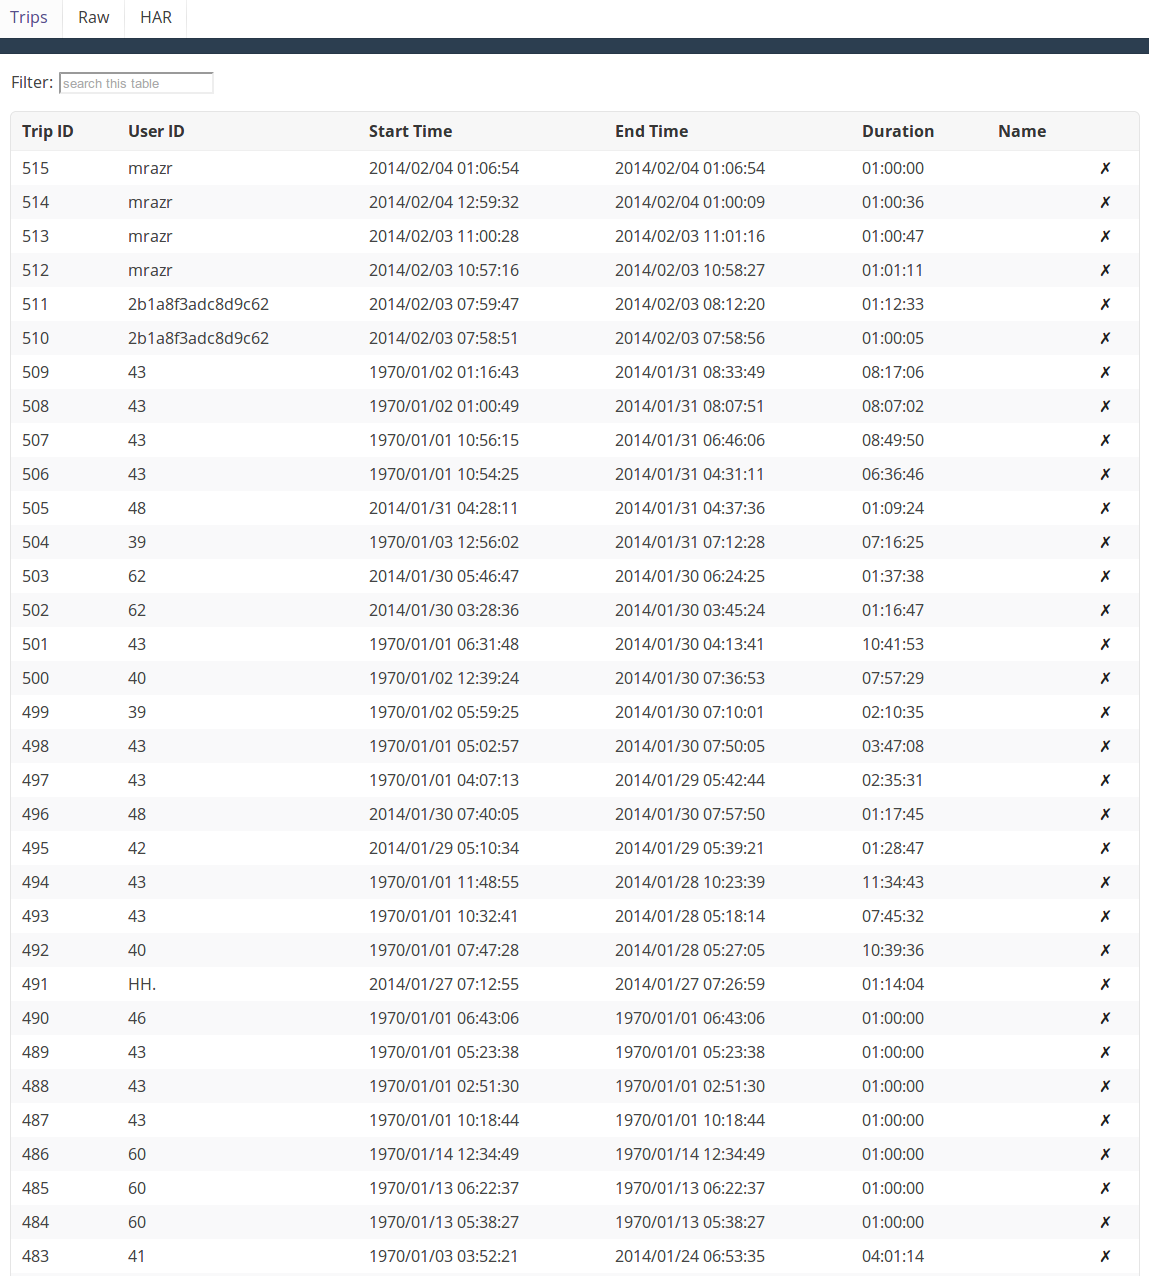 Trips Raw HAR
Filter: search this table
Trip ID User ID Start Time End Time Duration Name
515 mrazr 2014/02/04 01:06:54 2014/02/04 01:06:54 01:00:00 ✗
514 mrazr 2014/02/04 12:59:32 2014/02/04 01:00:09 01:00:36 ✗
513 mrazr 2014/02/03 11:00:28 2014/02/03 11:01:16 01:00:47 ✗
512 mrazr 2014/02/03 10:57:16 2014/02/03 10:58:27 01:01:11 ✗
511 2b1a8f3adc8d9c62 2014/02/03 07:59:47 2014/02/03 08:12:20 01:12:33 ✗
510 2b1a8f3adc8d9c62 2014/02/03 07:58:51 2014/02/03 07:58:56 01:00:05 ✗
509 43 1970/01/02 01:16:43 2014/01/31 08:33:49 08:17:06 ✗
508 43 1970/01/02 01:00:49 2014/01/31 08:07:51 08:07:02 ✗
507 43 1970/01/01 10:56:15 2014/01/31 06:46:06 08:49:50 ✗
506 43 1970/01/01 10:54:25 2014/01/31 04:31:11 06:36:46 ✗
505 48 2014/01/31 04:28:11 2014/01/31 04:37:36 01:09:24 ✗
504 39 1970/01/03 12:56:02 2014/01/31 07:12:28 07:16:25 ✗
503 62 2014/01/30 05:46:47 2014/01/30 06:24:25 01:37:38 ✗
502 62 2014/01/30 03:28:36 2014/01/30 03:45:24 01:16:47 ✗
501 43 1970/01/01 06:31:48 2014/01/30 04:13:41 10:41:53 ✗
500 40 1970/01/02 12:39:24 2014/01/30 07:36:53 07:57:29 ✗
499 39 1970/01/02 05:59:25 2014/01/30 07:10:01 02:10:35 ✗
498 43 1970/01/01 05:02:57 2014/01/30 07:50:05 03:47:08 ✗
497 43 1970/01/01 04:07:13 2014/01/29 05:42:44 02:35:31 ✗
496 48 2014/01/30 07:40:05 2014/01/30 07:57:50 01:17:45 ✗
495 42 2014/01/29 05:10:34 2014/01/29 05:39:21 01:28:47 ✗
494 43 1970/01/01 11:48:55 2014/01/28 10:23:39 11:34:43 ✗
493 43 1970/01/01 10:32:41 2014/01/28 05:18:14 07:45:32 ✗
492 40 1970/01/01 07:47:28 2014/01/28 05:27:05 10:39:36 ✗
491 HH. 2014/01/27 07:12:55 2014/01/27 07:26:59 01:14:04 ✗
490 46 1970/01/01 06:43:06 1970/01/01 06:43:06 01:00:00 ✗
489 43 1970/01/01 05:23:38 1970/01/01 05:23:38 01:00:00 ✗
488 43 1970/01/01 02:51:30 1970/01/01 02:51:30 01:00:00 ✗
487 43 1970/01/01 10:18:44 1970/01/01 10:18:44 01:00:00 ✗
486 60 1970/01/14 12:34:49 1970/01/14 12:34:49 01:00:00 ✗
485 60 1970/01/13 06:22:37 1970/01/13 06:22:37 01:00:00 ✗
484 60 1970/01/13 05:38:27 1970/01/13 05:38:27 01:00:00 ✗
483 41 1970/01/03 03:52:21 2014/01/24 06:53:35 04:01:14 ✗